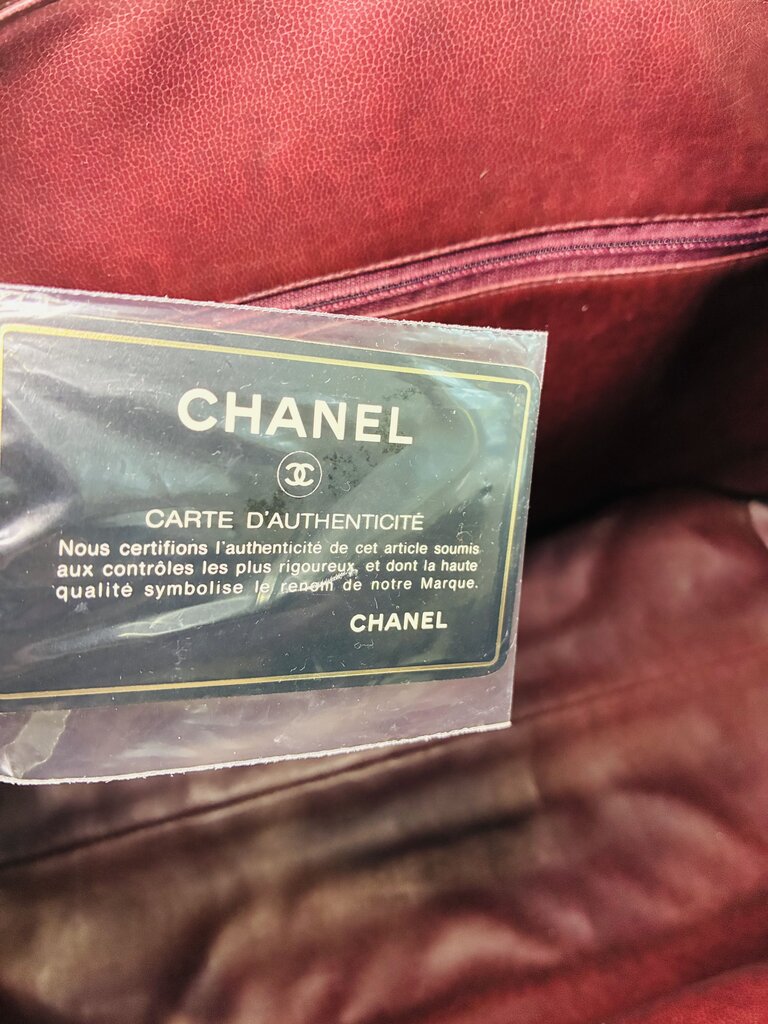 CHANEL
CARTE D'AUTHENTICITÉ
Nous certifions l'authenticité de cet article soumis
aux contrôles les plus rigoureux, et dont la haute
qualité symbolise le renom de notre Marque.
CHANEL